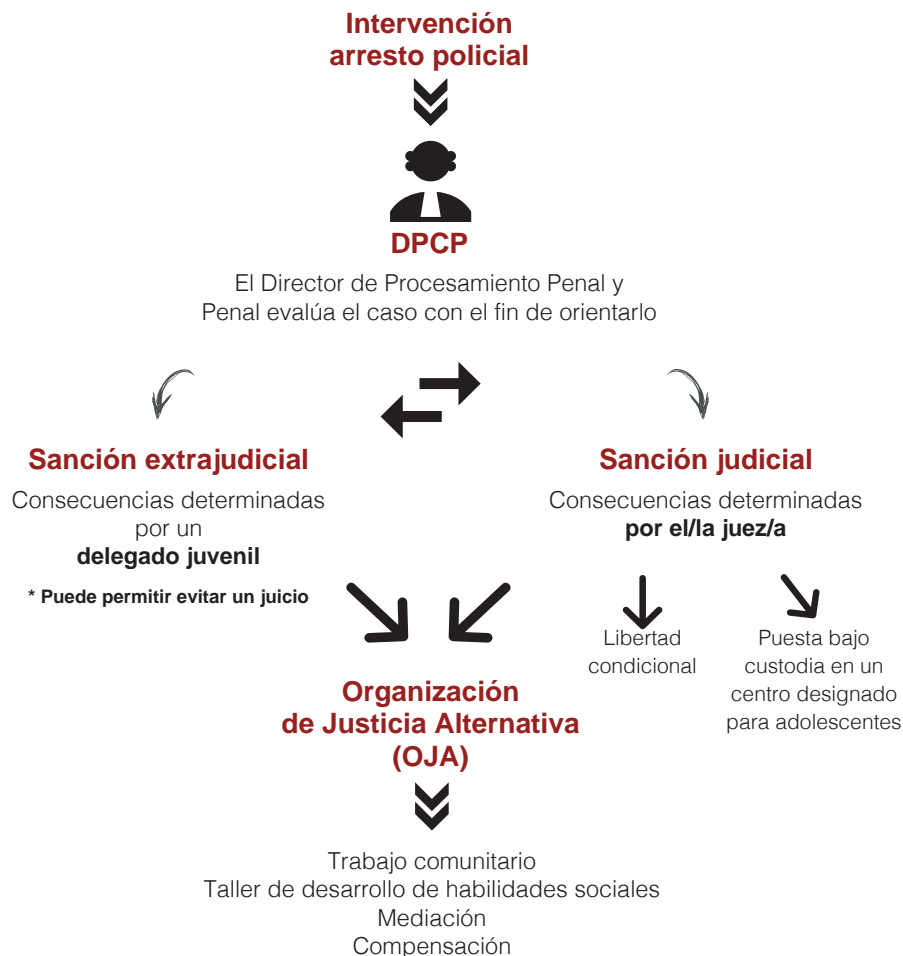 Intervención
arresto policial
DPCP
El Director de Procesamiento Penal y
Penal evalúa el caso con el fin de orientarlo
Sanción extrajudicial
Consecuencias determinadas
por un
delegado juvenil
* Puede permitir evitar un juicio
Sanción judicial
Consecuencias determinadas
por el/la juez/a
Libertad
condicional
Puesta bajo
custodia en un
centro designado
para adolescentes
Organización
de Justicia Alternativa
(OJA)
Trabajo comunitario
Taller de desarrollo de habilidades sociales
Mediación
Compensación